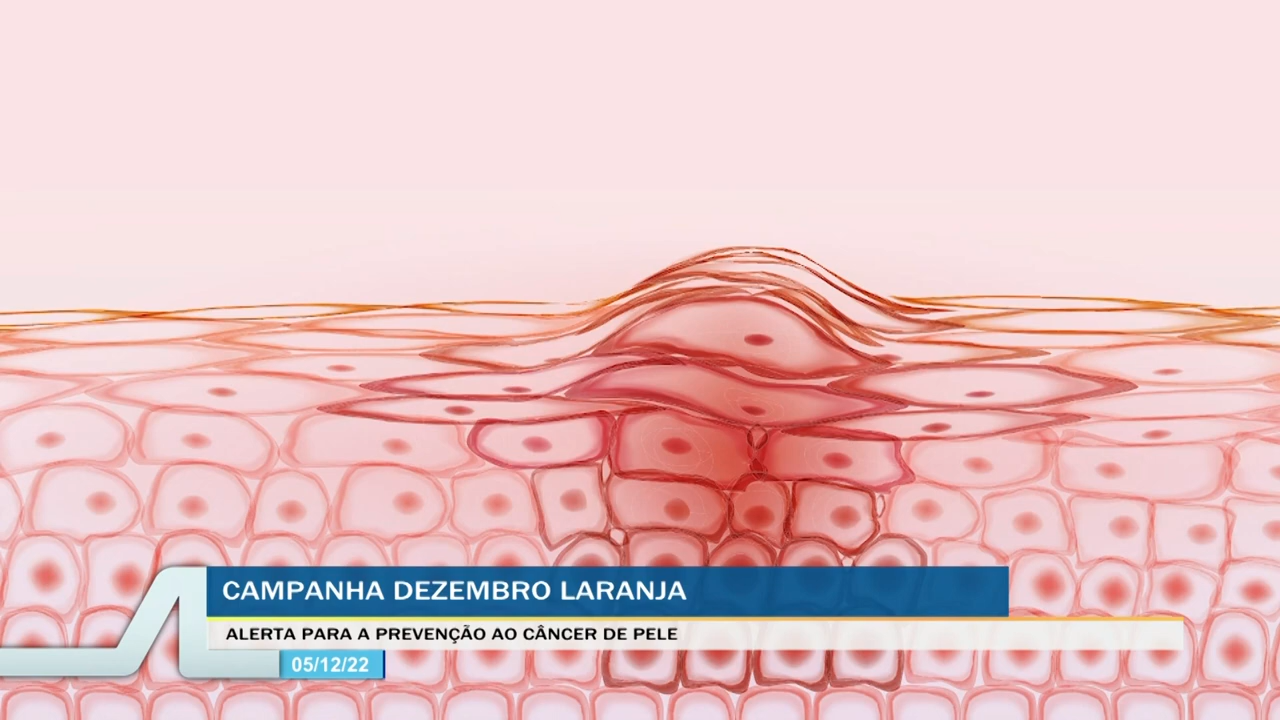 CAMPANHA DEZEMBRO LARANJA
ALERTA PARA A PREVENÇÃO AO CÂNCER DE PELE
05/12/22